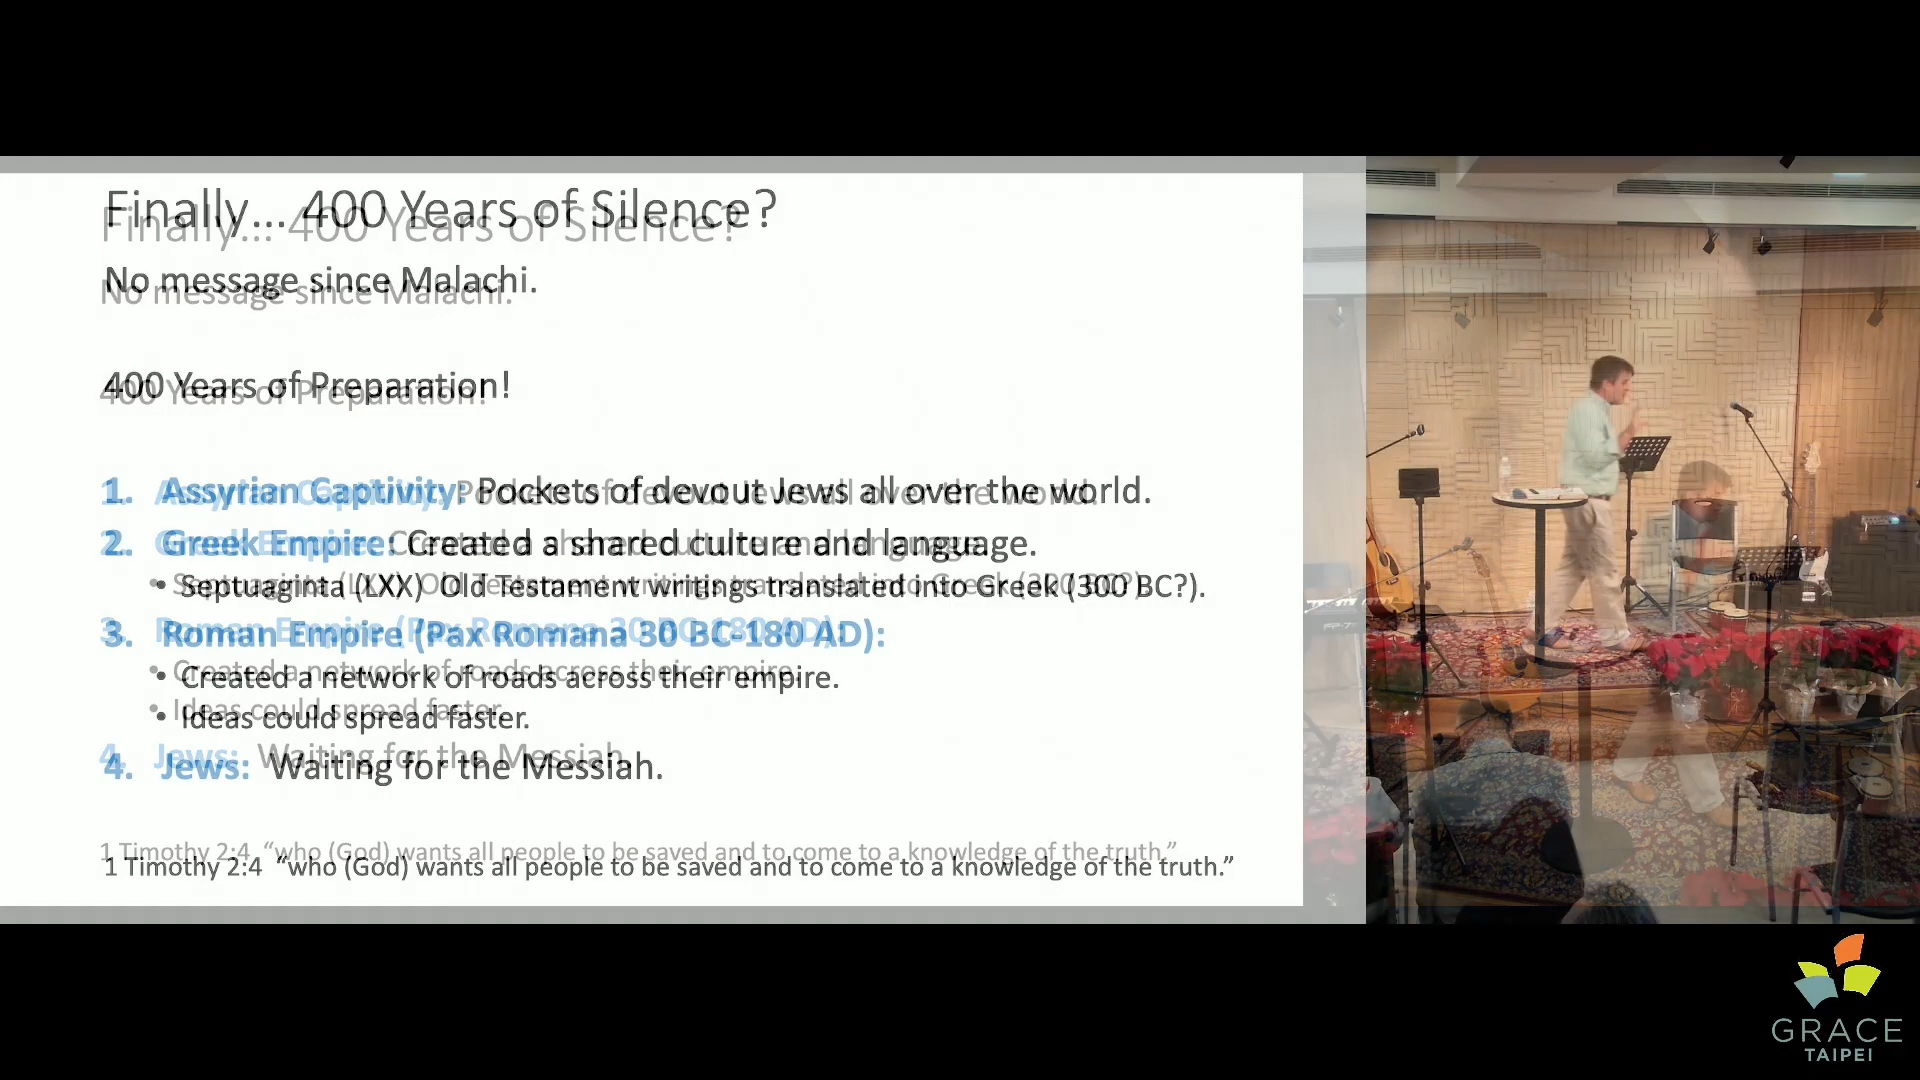 Finally... 400 Years of Silence?
No message since Malachi.
400 Years of Preparation!
1. Assyrian Captivity: Pockets of devout Jews all over the world.
2. Greek Empire: Created a shared culture and language.
• Septuaginta (LXX) Old Testament writings translated into Greek (300 BC?).
3. Roman Empire (Pax Romana 30 BC-180 AD):
• Created a network of roads across their empire.
• Ideas could spread faster.
4. Jews: Waiting for the Messiah.
1 Timothy 2:4 “who (God) wants all people to be saved and to come to a knowledge of the truth.”
GRACE
TAIPEI